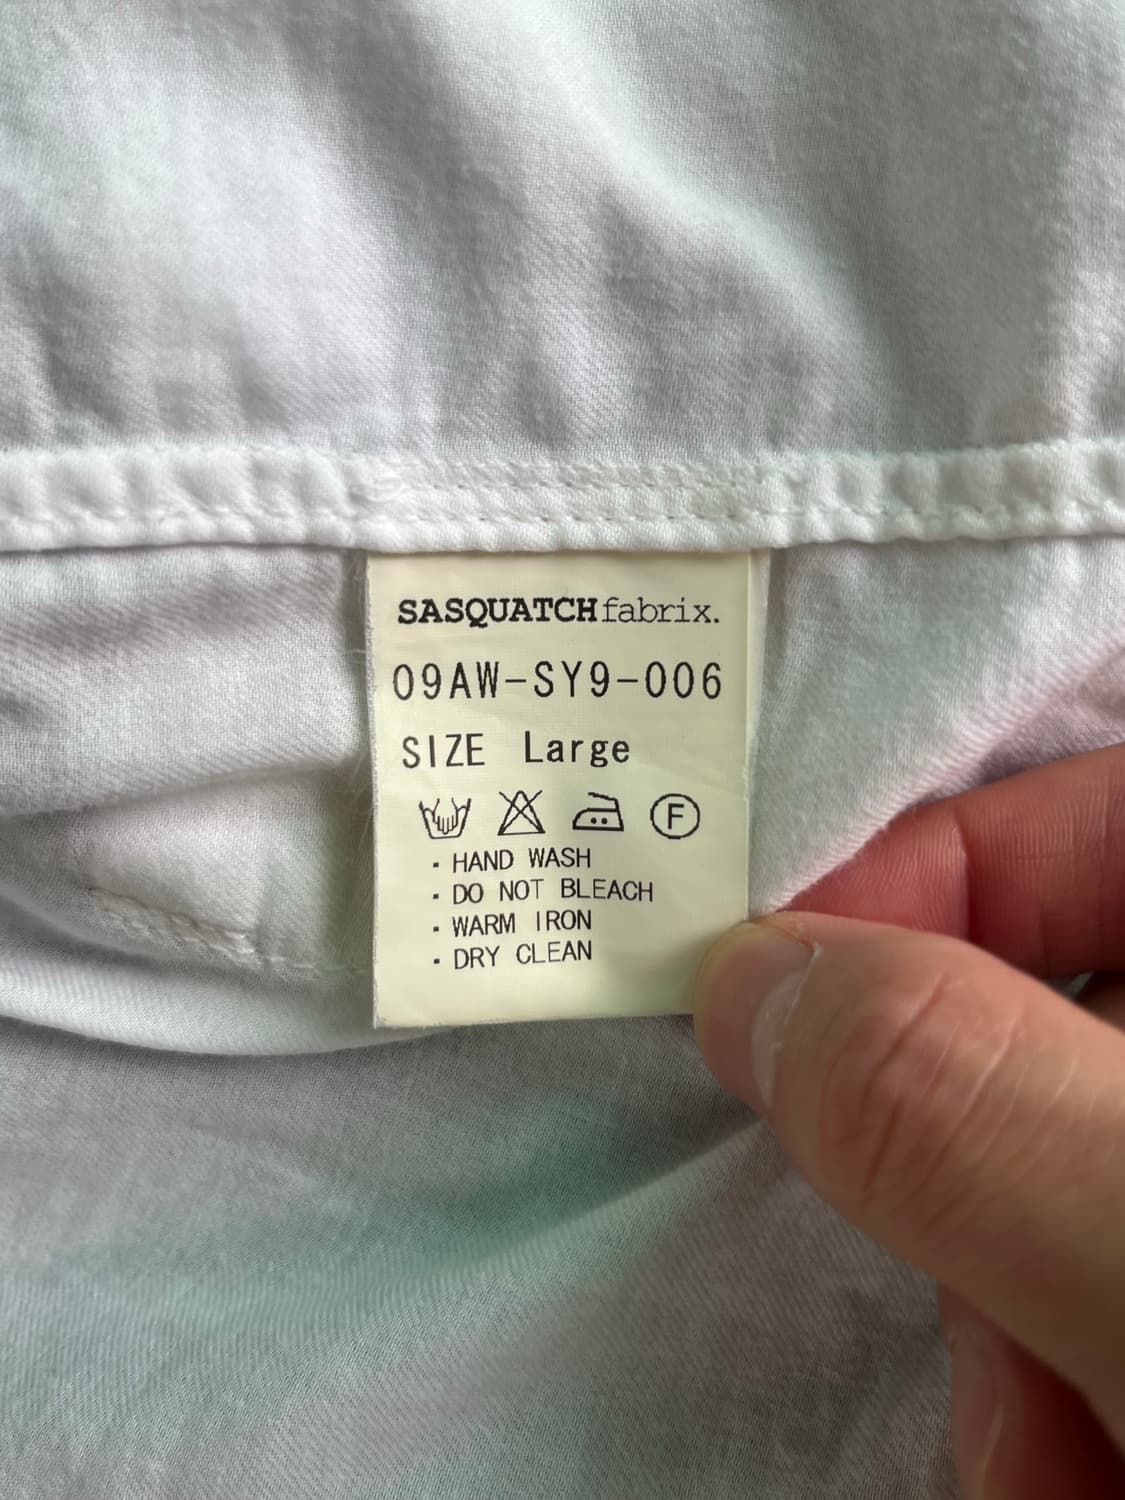 SASQUATCHfabrix.
09AW-SY9-006
SIZE Large
F
・HAND WASH
・DO NOT BLEACH
・WARM IRON
・DRY CLEAN